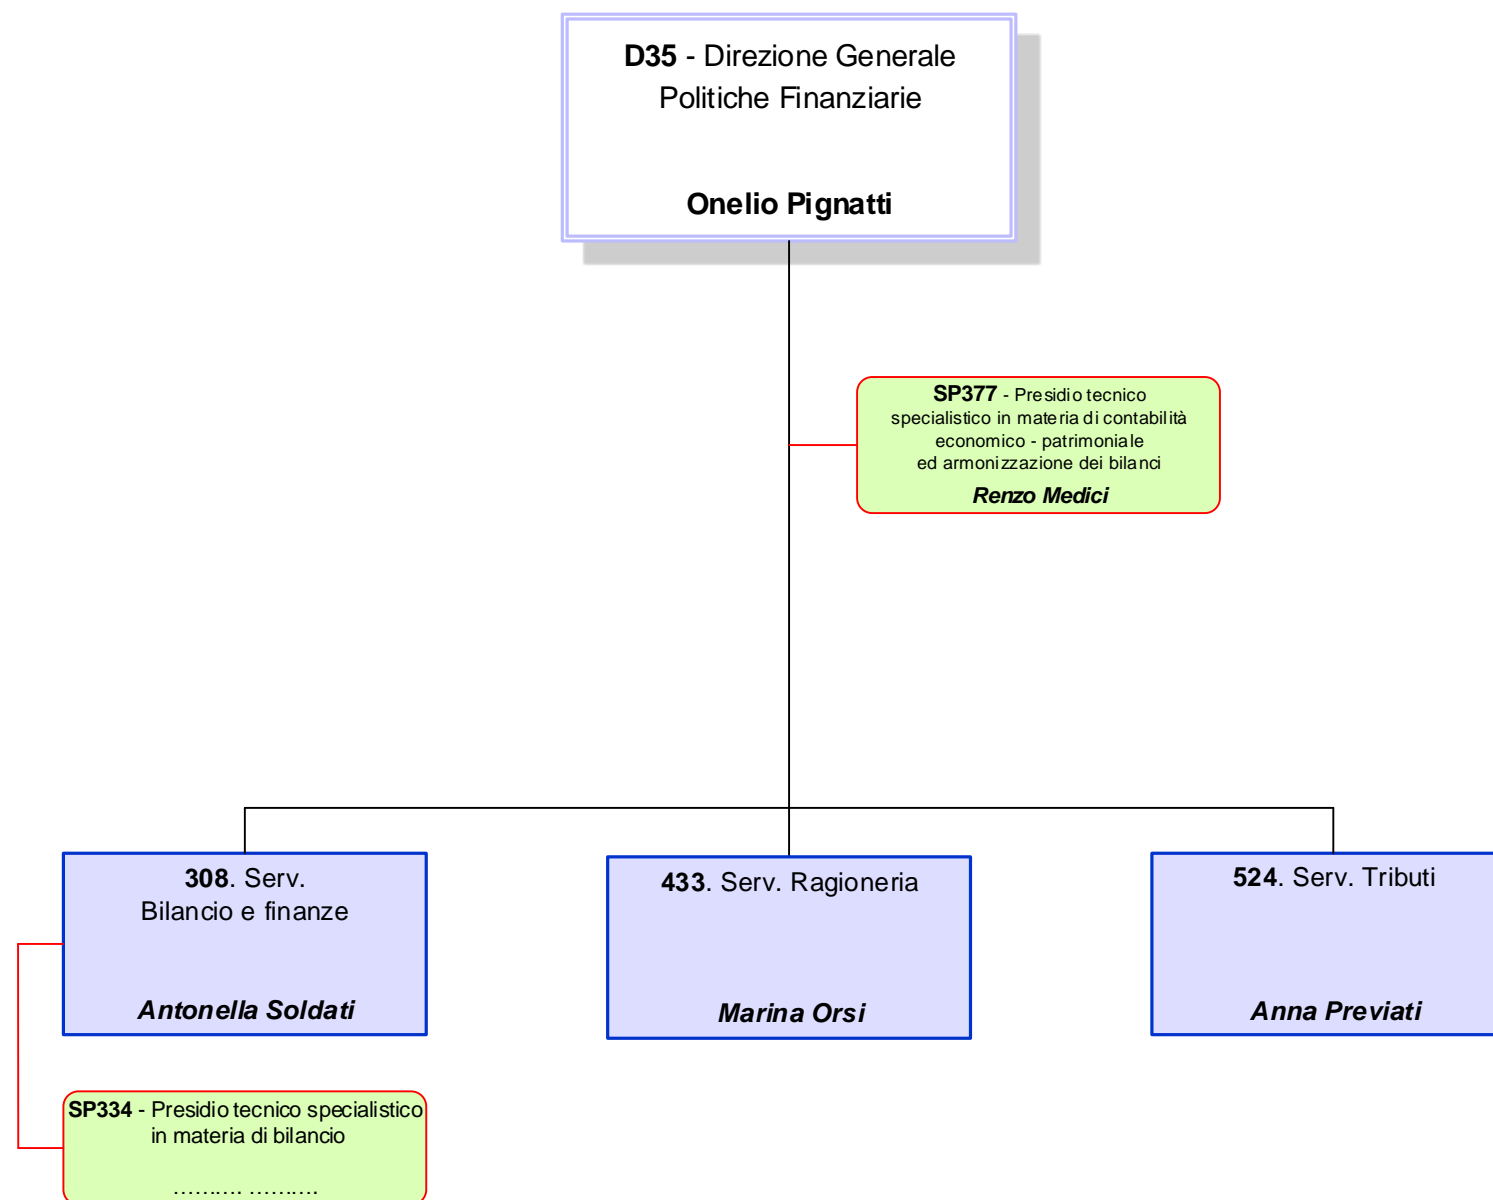 D35 - Direzione Generale
Politiche Finanziarie
Onelio Pignatti
SP377 - Presidio tecnico
specialistico in materia di contabilità
economico - patrimoniale
ed armonizzazione dei bilanci
Renzo Medici
308. Serv.
Bilancio e finanze
Antonella Soldati
433. Serv. Ragioneria
Marina Orsi
524. Serv. Tributi
Anna Previati
SP334 - Presidio tecnico specialistico
in materia di bilancio
.......... ..........